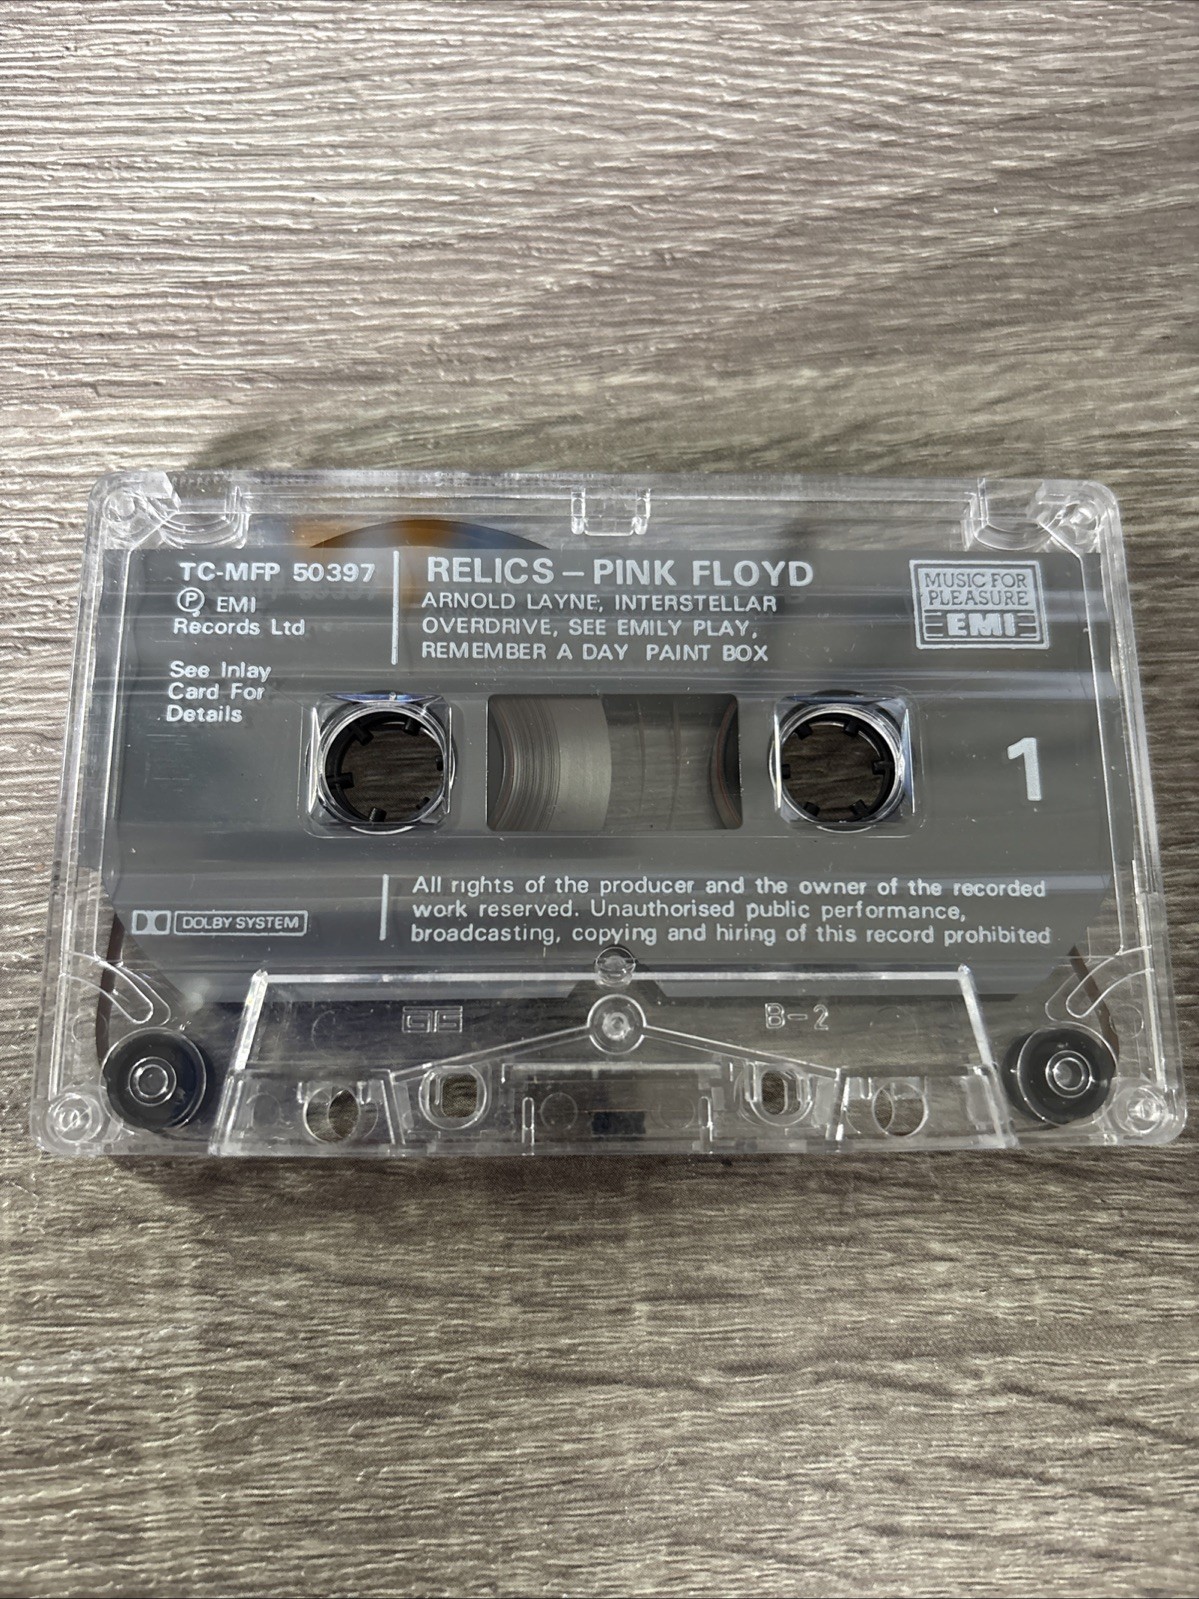 TC-MFP 50397
Ⓟ EMI
Records Ltd
See Inlay
Card For
Details
RELICS – PINK FLOYD
ARNOLD LAYNE, INTERSTELLAR
OVERDRIVE, SEE EMILY PLAY,
REMEMBER A DAY PAINT BOX
MUSIC FOR
PLEASURE
EMI
1
DOLBY SYSTEM
All rights of the producer and the owner of the recorded
work reserved. Unauthorised public performance,
broadcasting, copying and hiring of this record prohibited
B-2